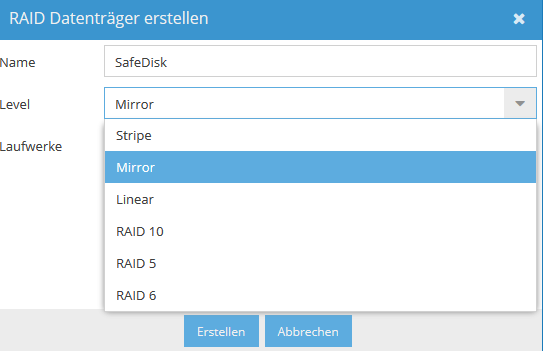 RAID Datenträger erstellen
Name SafeDisk
Level Mirror
Laufwerke
Stripe
Mirror
Linear
RAID 10
RAID 5
RAID 6
Erstellen Abbrechen